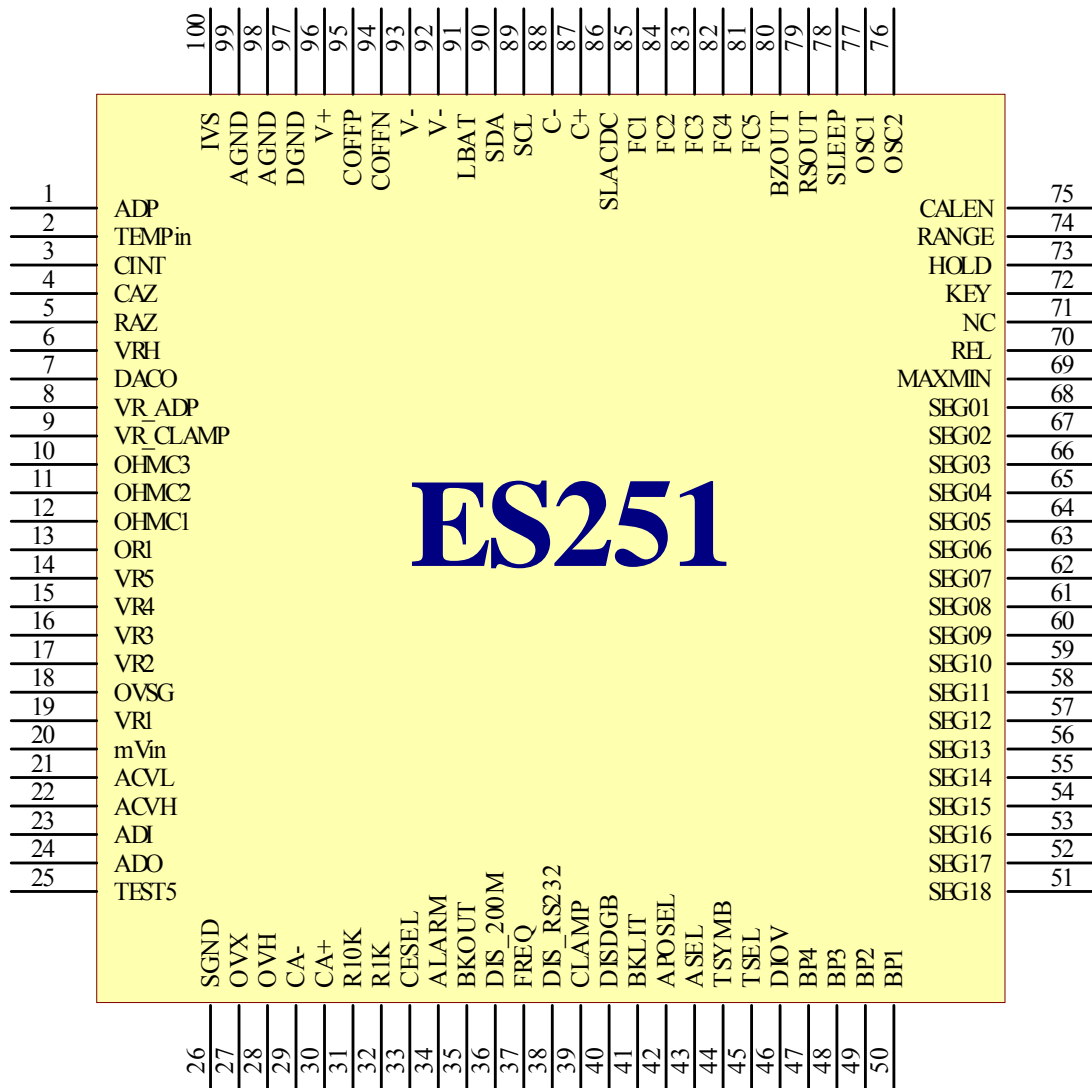 100 99 98 97 96 95 94 93 92 91 90 89 88 87 86 85 84 83 82 81 80 79 78 77 76
IVS AGND AGND DGND V+ COFFP COFFN V- V- LBAT SDA SCL C- C+ SLACDC FC1 FC2 FC3 FC4 FC5 BZOUT RSOUT SLEEP OSC1 OSC2
1 ADP CALEN 75
2 TEMPin RANGE 74
3 CINT HOLD 73
4 CAZ KEY 72
5 RAZ NC 71
6 VRH REL 70
7 DACO MAXMIN 69
8 VR_ADP SEG01 68
9 VR_CLAMP SEG02 67
10 OHMC3 SEG03 66
11 OHMC2 SEG04 65
12 OHMC1 SEG05 64
13 OR1 SEG06 63
14 VR5 SEG07 62
15 VR4 SEG08 61
16 VR3 SEG09 60
17 VR2 SEG10 59
18 OVSG SEG11 58
19 VR1 SEG12 57
20 mVin SEG13 56
21 ACVL SEG14 55
22 ACVH SEG15 54
23 ADI SEG16 53
24 ADO SEG17 52
25 TEST5 SEG18 51
ES251
SGND OVX OVH CA- CA+ R10K R1K CESEL ALARM BKOUT DIS_200M FREQ DIS_RS232 CLAMP DISDGB BKLIT APOSEL ASEL TSYMB TSEL DIOV BP4 BP3 BP2 BP1
26 27 28 29 30 31 32 33 34 35 36 37 38 39 40 41 42 43 44 45 46 47 48 49 50